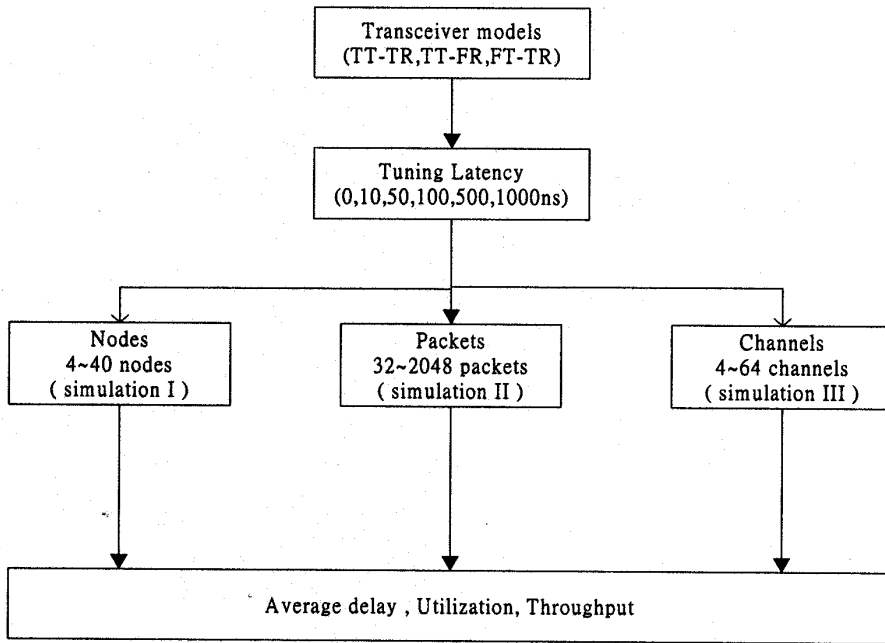 Transceiver models
(TT-TR,TT-FR,FT-TR)
Tuning Latency
(0,10,50,100,500,1000ns)
Nodes
4~40 nodes
( simulation I )
Packets
32~2048 packets
( simulation II )
Channels
4~64 channels
( simulation III )
Average delay , Utilization, Throughput